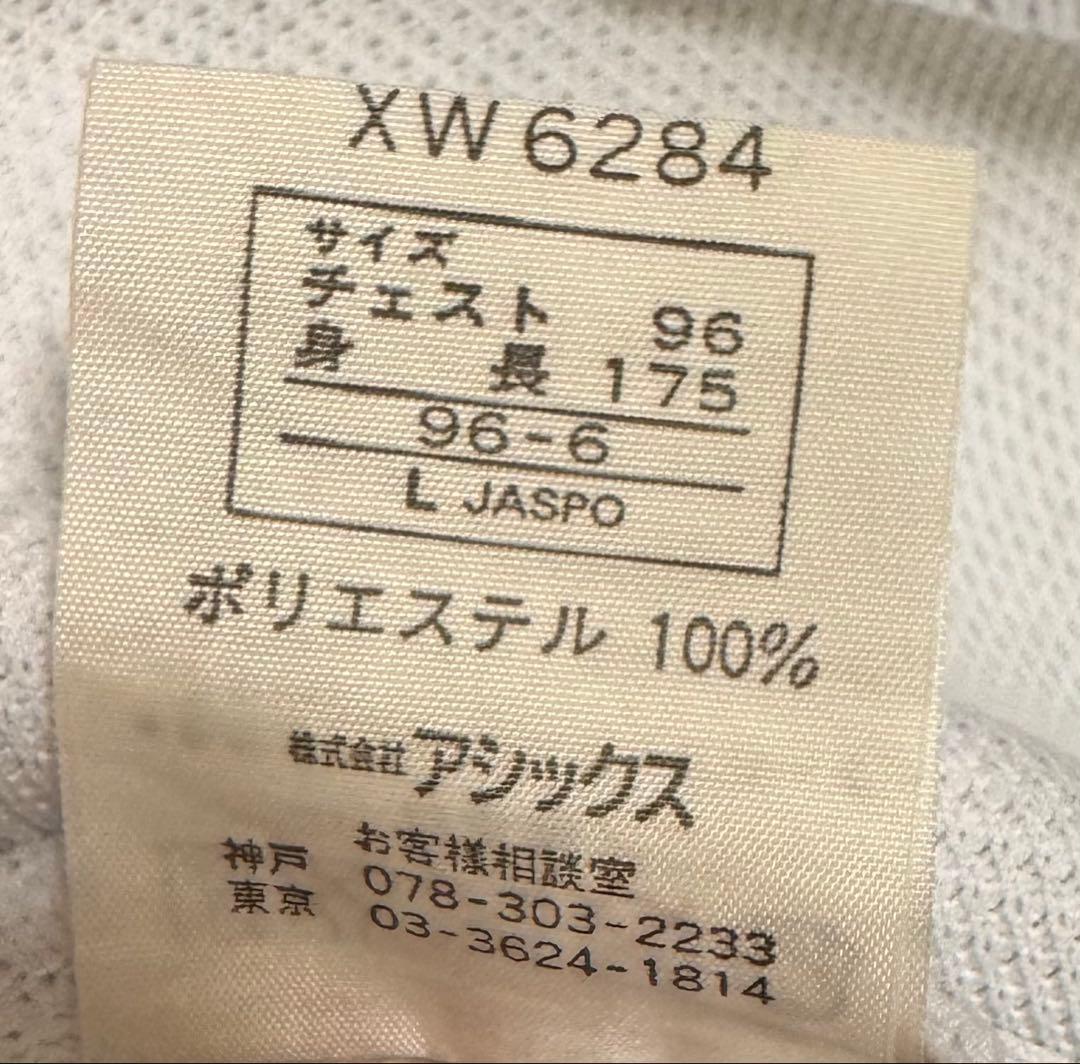 XW6284
サイズ
チェスト 96
身長 175
96-6
L JASPO
ポリエステル 100%
株式会社アシックス
お客様相談室
神戸 078-303-2233
東京 03-3624-1814